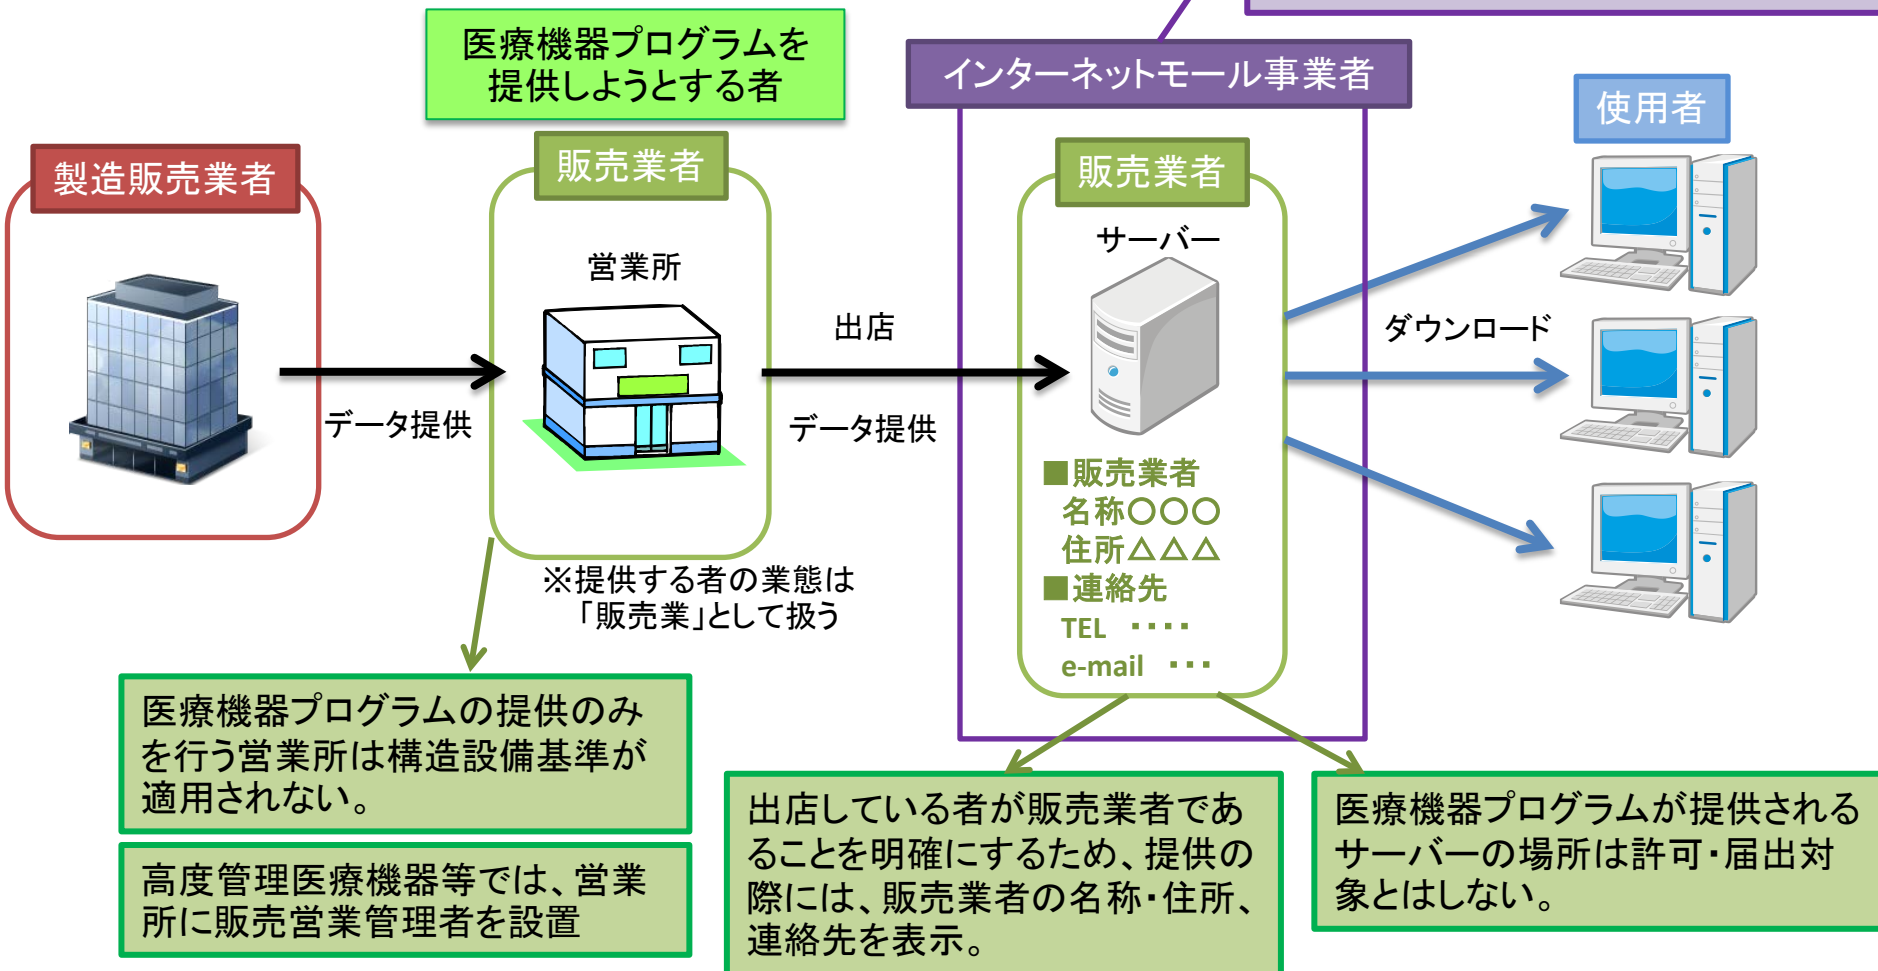 医療機器プログラムを
提供しようとする者
インターネットモール事業者
使用者
製造販売業者
販売業者
販売業者
サーバー
営業所
出店
ダウンロード
データ提供
データ提供
■販売業者
名称〇〇〇
住所△△△
■連絡先
TEL ････
e-mail ･･･
※提供する者の業態は
「販売業」として扱う
医療機器プログラムの提供のみ
を行う営業所は構造設備基準が
適用されない。
高度管理医療機器等では、営業
所に販売営業管理者を設置
出店している者が販売業者であ
ることを明確にするため、提供の
際には、販売業者の名称・住所、
連絡先を表示。
医療機器プログラムが提供される
サーバーの場所は許可・届出対
象とはしない。